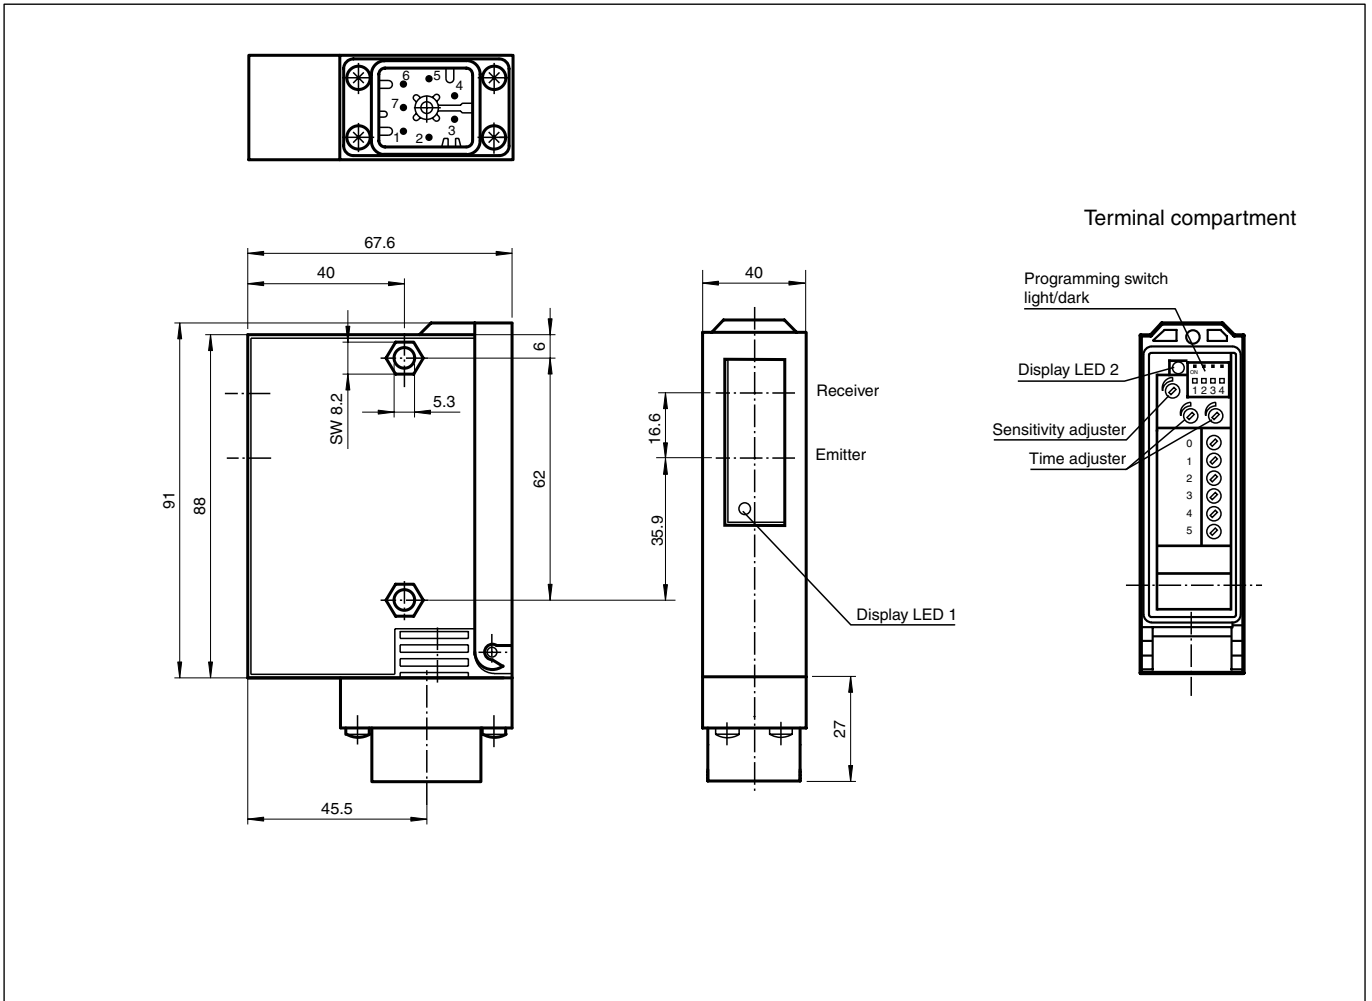 6
5
4
7
1
2
3
Terminal compartment
67.6
40
40
Programming switch
light/dark
6
Display LED 2
ON
1 2 3 4
SW 8.2
5.3
Receiver
16.6
Sensitivity adjuster
Emitter
Time adjuster
0
1
2
3
4
5
91
88
62
35.9
Display LED 1
27
45.5